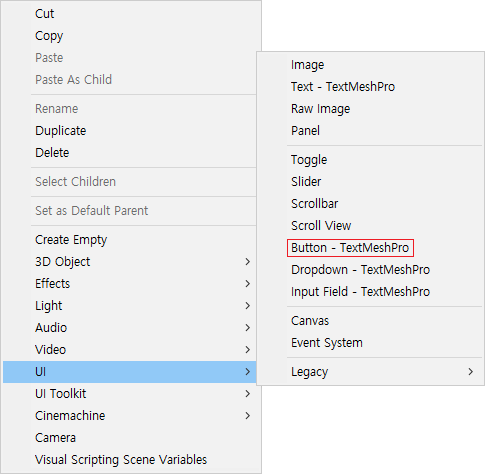 Cut
Copy
Paste
Paste As Child
Rename
Duplicate
Delete
Select Children
Set as Default Parent
Create Empty
3D Object
Effects
Light
Audio
Video
UI
UI Toolkit
Cinemachine
Camera
Visual Scripting Scene Variables
Image
Text - TextMeshPro
Raw Image
Panel
Toggle
Slider
Scrollbar
Scroll View
Button - TextMeshPro
Dropdown - TextMeshPro
Input Field - TextMeshPro
Canvas
Event System
Legacy